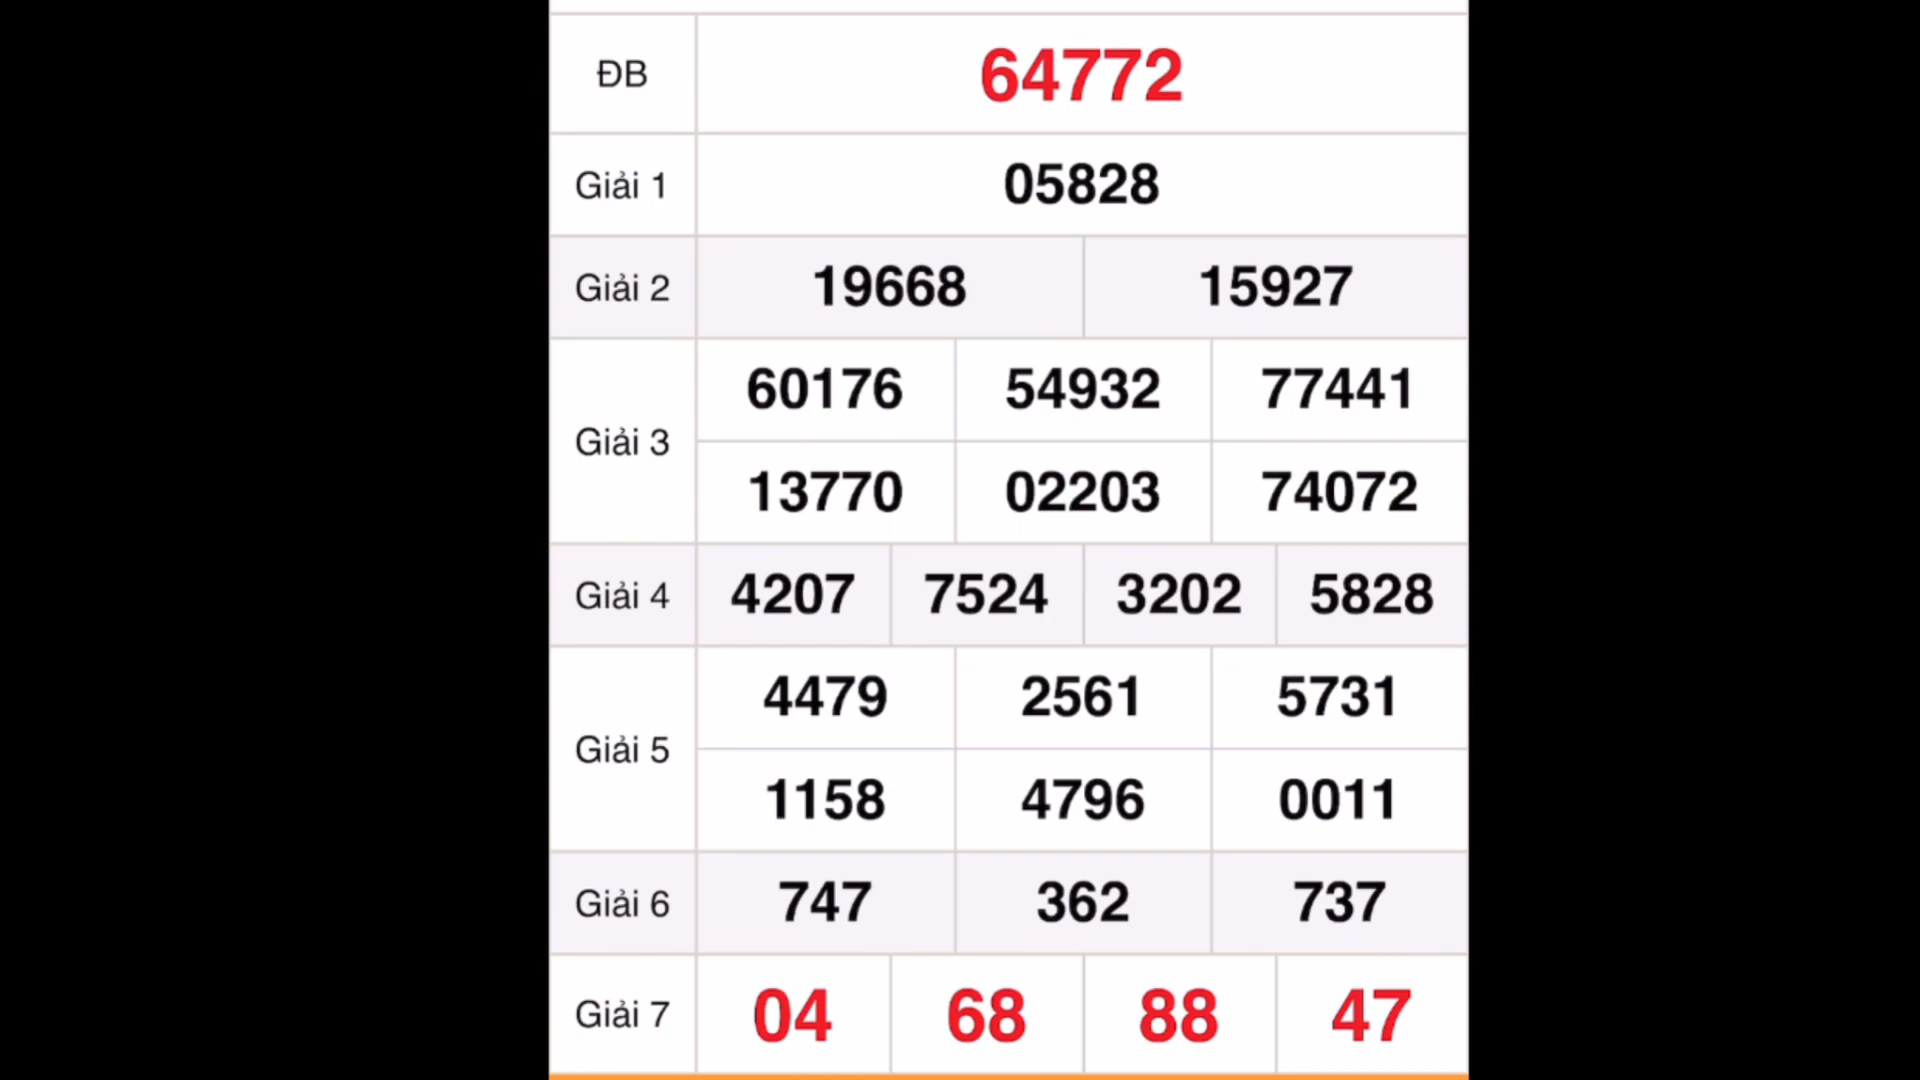 ĐB 64772
Giải 1 05828
Giải 2 19668 15927
Giải 3 60176 54932 77441
13770 02203 74072
Giải 4 4207 7524 3202 5828
Giải 5 4479 2561 5731
1158 4796 0011
Giải 6 747 362 737
Giải 7 04 68 88 47